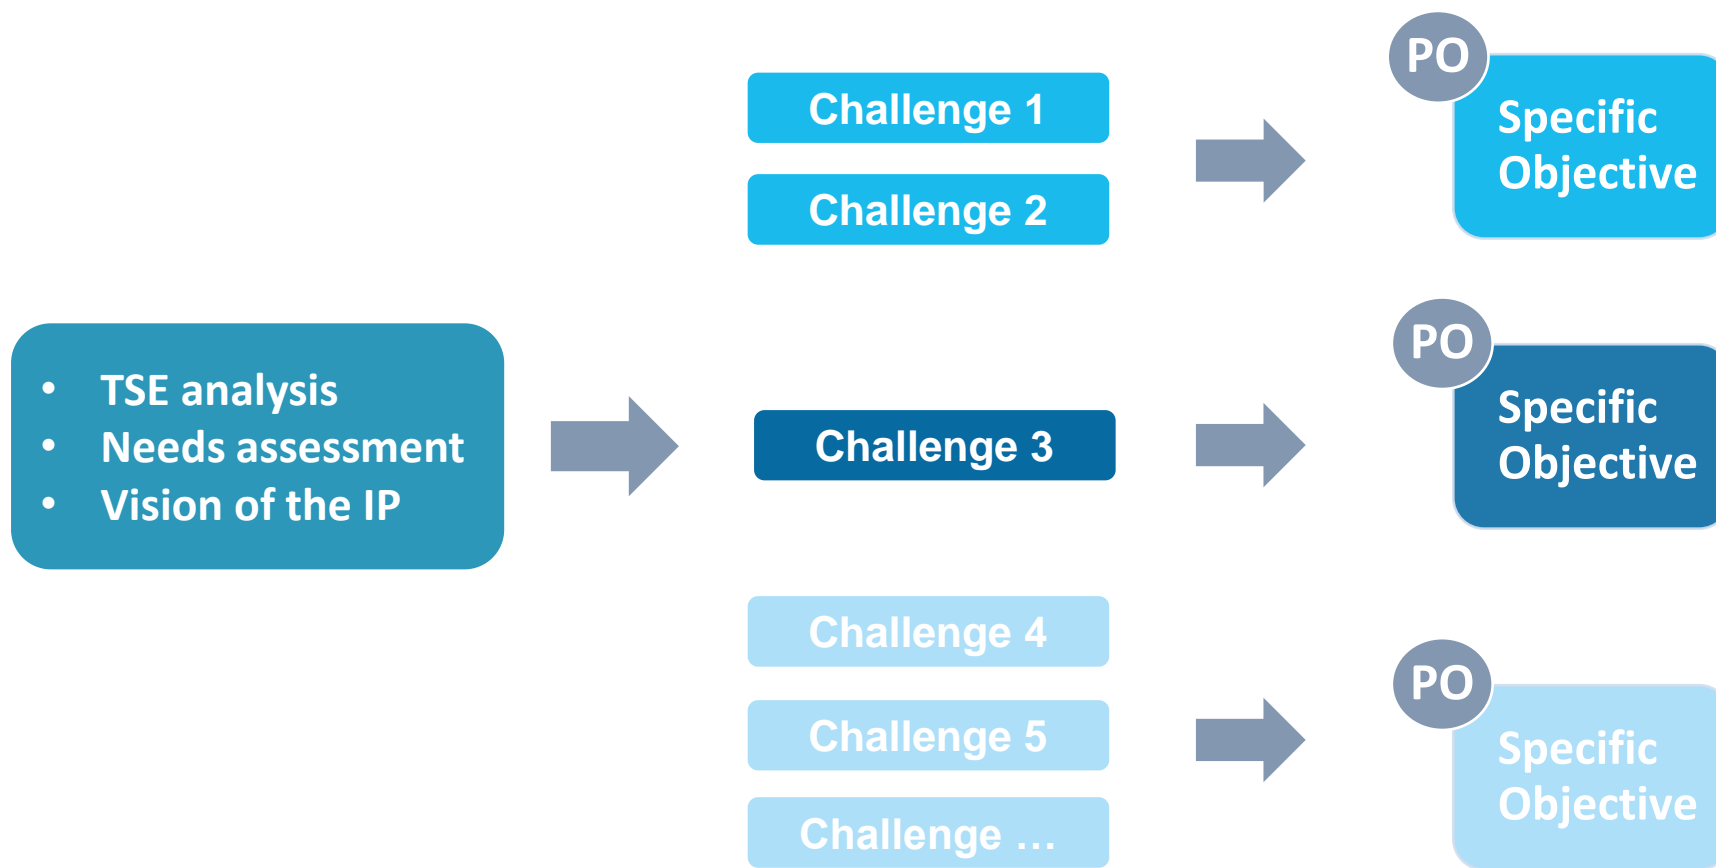 • TSE analysis
• Needs assessment
• Vision of the IP
Challenge 1
Challenge 2
Challenge 3
Challenge 4
Challenge 5
Challenge …
PO
Specific
Objective
PO
Specific
Objective
PO
Specific
Objective